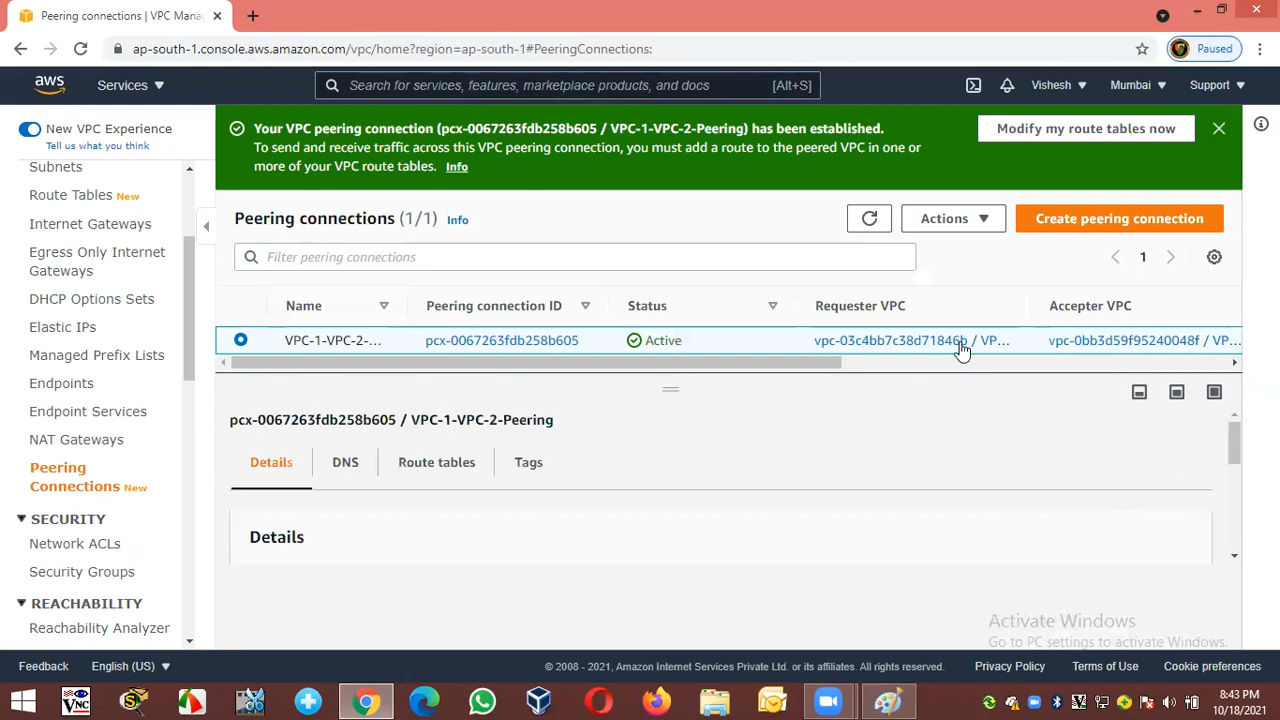 Peering connections | VPC Mana
ap-south-1.console.aws.amazon.com/vpc/home?region=ap-south-1#PeeringConnections:
Paused
aws
Services
Search for services, features, marketplace products, and docs
[Alt+S]
Vishesh
Mumbai
Support
New VPC Experience
Tell us what you think
Subnets
Route Tables New
Internet Gateways
Egress Only Internet
Gateways
DHCP Options Sets
Elastic IPs
Managed Prefix Lists
Endpoints
Endpoint Services
NAT Gateways
Peering
Connections New
SECURITY
Network ACLs
Security Groups
REACHABILITY
Reachability Analyzer
Your VPC peering connection (pcx-0067263fdb258b605 / VPC-1-VPC-2-Peering) has been established.
To send and receive traffic across this VPC peering connection, you must add a route to the peered VPC in one or
more of your VPC route tables. Info
Modify my route tables now
Peering connections (1/1) Info
Actions
Create peering connection
Filter peering connections
1
Name
Peering connection ID
Status
Requester VPC
Accepter VPC
VPC-1-VPC-2-...
pcx-0067263fdb258b605
Active
vpc-03c4bb7c38d71846b / VP...
vpc-0bb3d59f95240048f / VP...
pcx-0067263fdb258b605 / VPC-1-VPC-2-Peering
Details
DNS
Route tables
Tags
Details
Activate Windows
Go to PC settings to activate Windows.
Feedback
English (US)
© 2008 - 2021, Amazon Internet Services Private Ltd. or its affiliates. All rights reserved.
Privacy Policy
Terms of Use
Cookie preferences
8:43 PM
10/18/2021